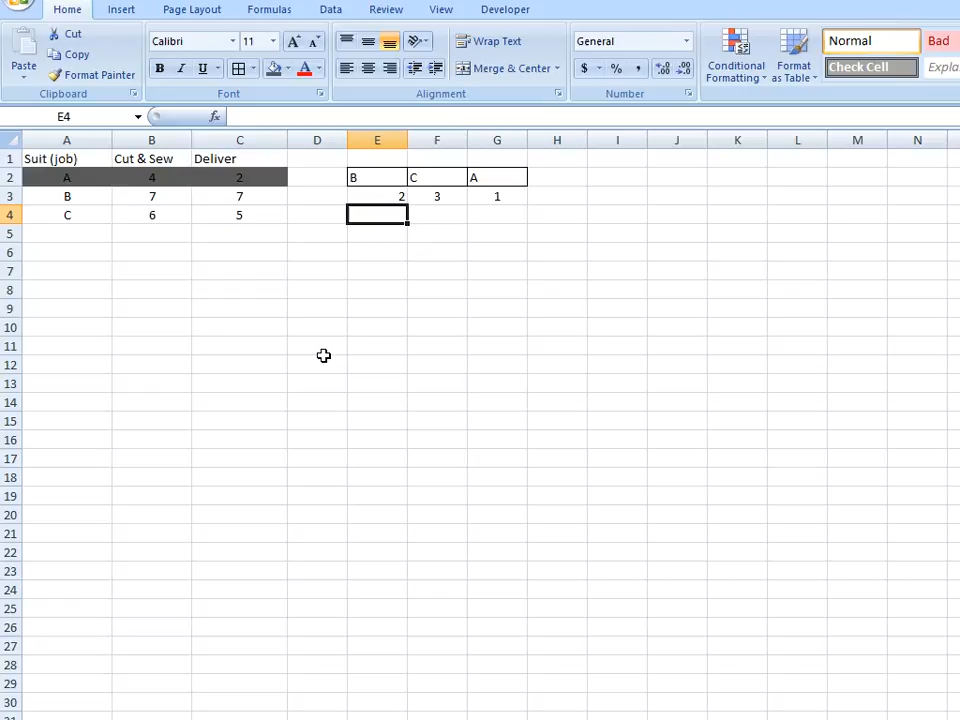 Home Insert Page Layout Formulas Data Review View Developer
Paste
Cut
Copy
Format Painter
Clipboard
Calibri 11 A A
B I U A
Font
Wrap Text
Merge & Center
Alignment
General
$ % , .00 .0
Number
Conditional Formatting
Format as Table
Normal Bad
Check Cell Expla
E4 fx
A B C D E F G H I J K L M N
1 Suit (job) Cut & Sew Deliver
2 A 4 2 B C A
3 B 7 7 2 3 1
4 C 6 5
5
6
7
8
9
10
11
12
13
14
15
16
17
18
19
20
21
22
23
24
25
26
27
28
29
30